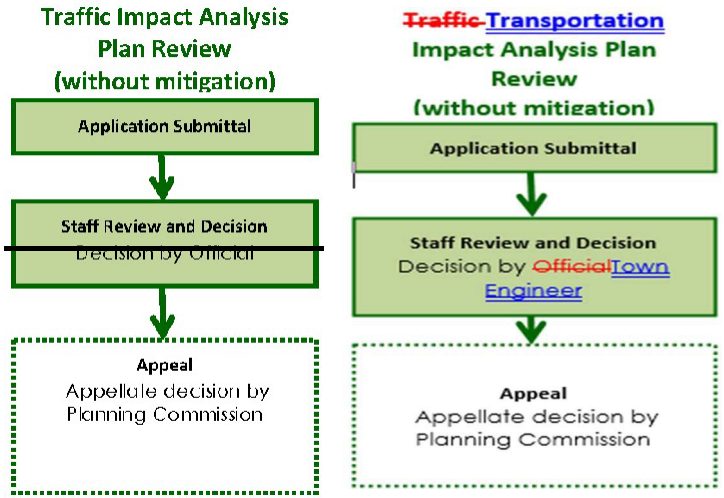 Traffic Impact Analysis
Plan Review
(without mitigation)
Application Submittal
Staff Review and Decision
Decision by Official
Appeal
Appellate decision by
Planning Commission
Traffic Transportation
Impact Analysis Plan
Review
(without mitigation)
Application Submittal
Staff Review and Decision
Decision by OfficialTown
Engineer
Appeal
Appellate decision by
Planning Commission